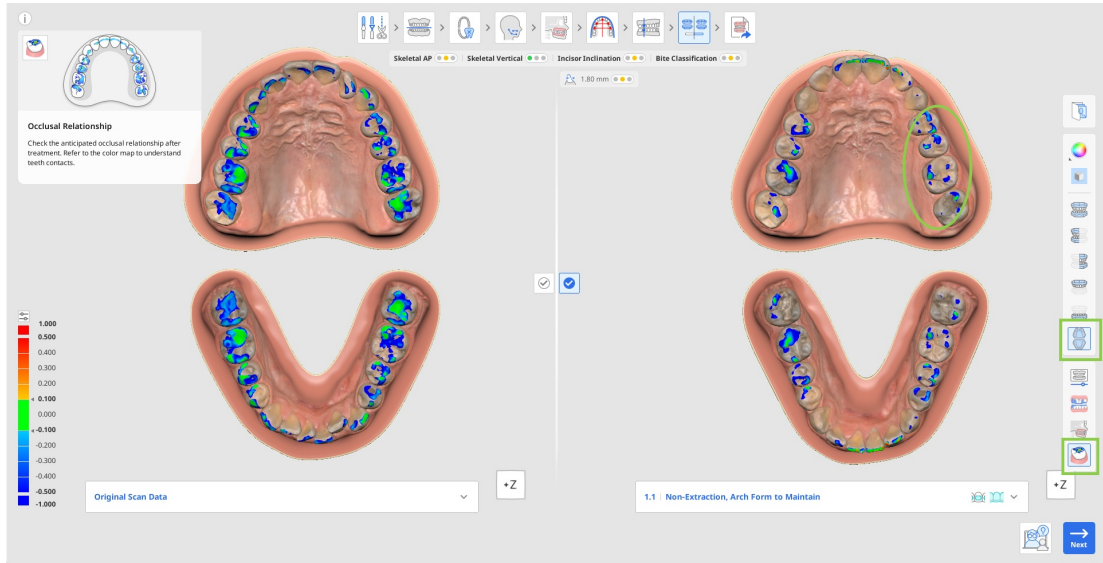 Skeletal AP
Skeletal Vertical
Incisor Inclination
Bite Classification
1.80 mm
Occlusal Relationship
Check the anticipated occlusal relationship after
treatment. Refer to the color map to understand
teeth contacts.
1.000
0.500
0.400
0.300
0.200
0.100
0.000
-0.100
-0.200
-0.300
-0.400
-0.500
-1.000
Original Scan Data
+Z
1.1 | Non-Extraction, Arch Form to Maintain
+Z
Next